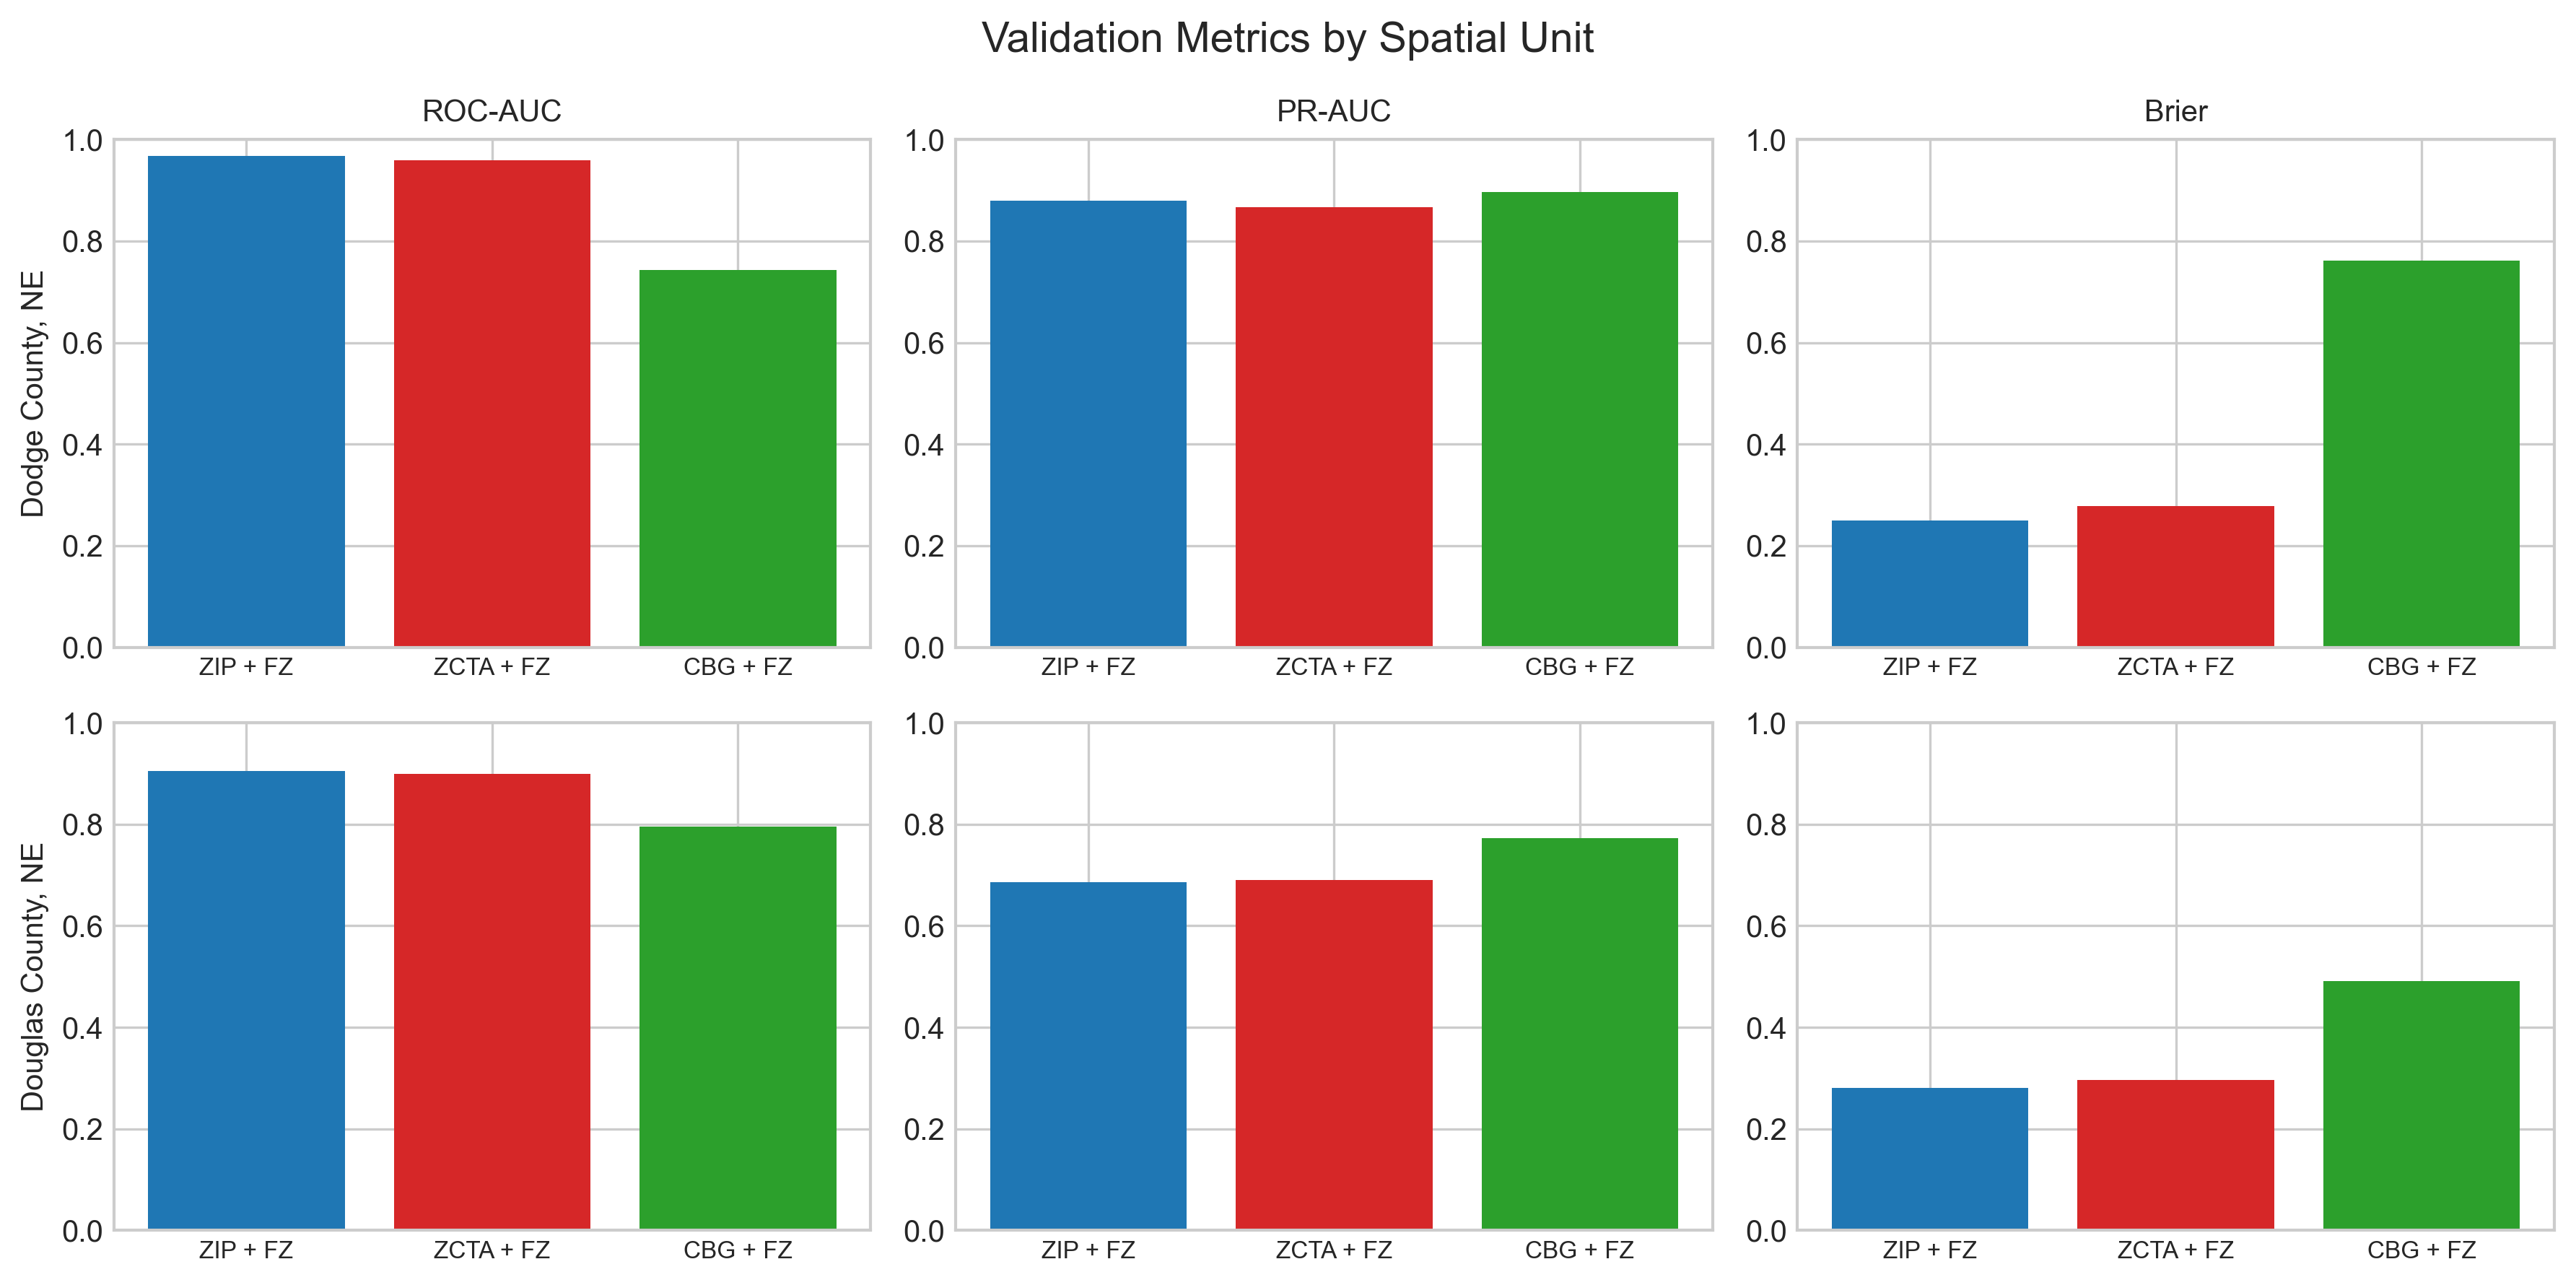 Validation Metrics by Spatial Unit
ROC-AUC
PR-AUC
Brier
Dodge County, NE
1.0
0.8
0.6
0.4
0.2
0.0
ZIP + FZ
ZCTA + FZ
CBG + FZ
1.0
0.8
0.6
0.4
0.2
0.0
ZIP + FZ
ZCTA + FZ
CBG + FZ
1.0
0.8
0.6
0.4
0.2
0.0
ZIP + FZ
ZCTA + FZ
CBG + FZ
Douglas County, NE
1.0
0.8
0.6
0.4
0.2
0.0
ZIP + FZ
ZCTA + FZ
CBG + FZ
1.0
0.8
0.6
0.4
0.2
0.0
ZIP + FZ
ZCTA + FZ
CBG + FZ
1.0
0.8
0.6
0.4
0.2
0.0
ZIP + FZ
ZCTA + FZ
CBG + FZ